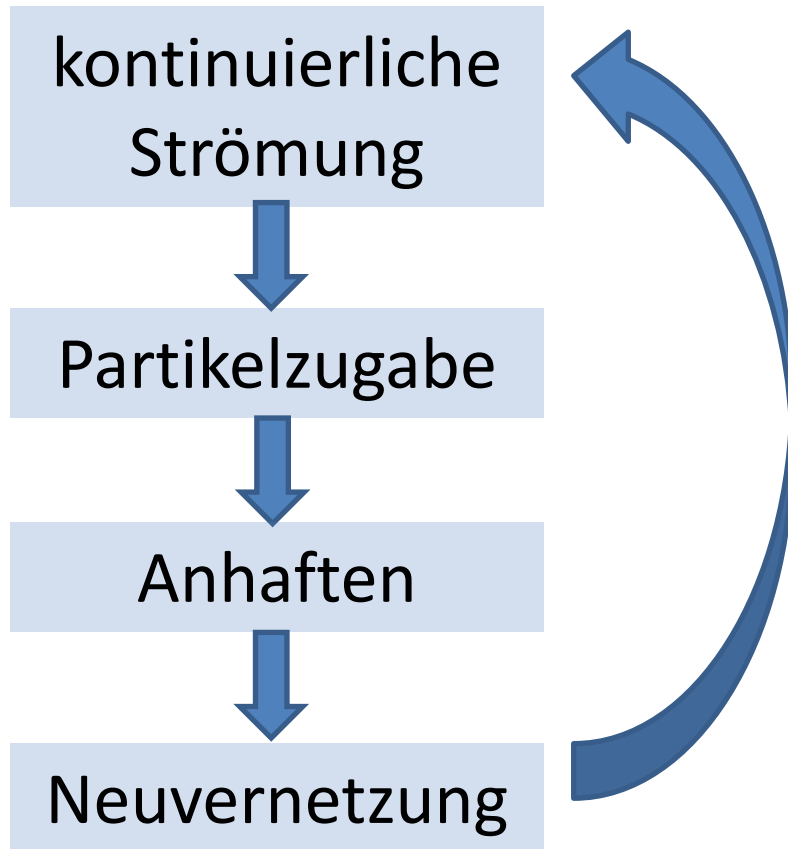 kontinuierliche
Strömung
Partikelzugabe
Anhaften
Neuvernetzung